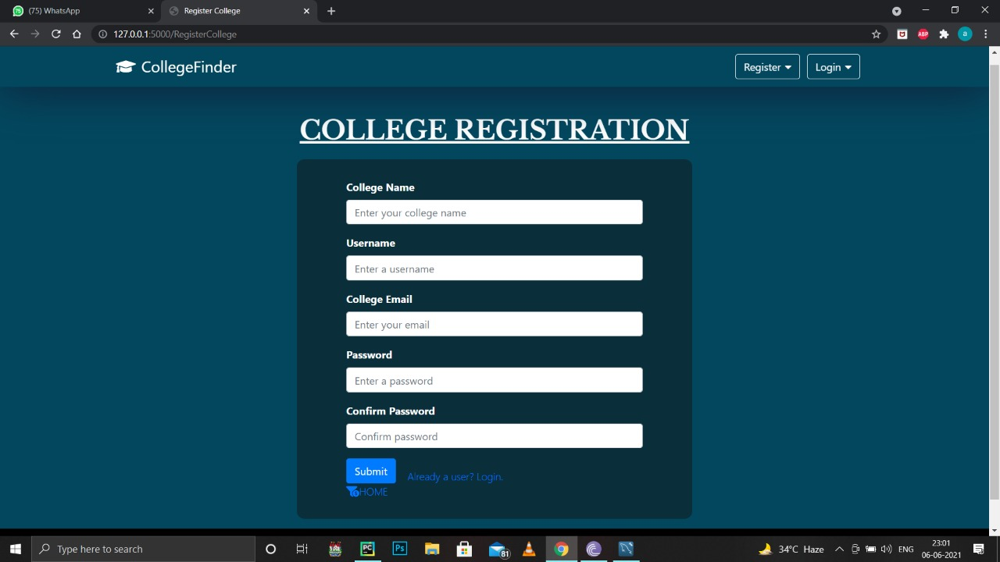 (75) WhatsApp
Register College
127.0.0.1:5000/RegisterCollege
ABP
a
CollegeFinder
Register
Login
COLLEGE REGISTRATION
College Name
Enter your college name
Username
Enter a username
College Email
Enter your email
Password
Enter a password
Confirm Password
Confirm password
Submit
Already a user? Login.
HOME
Type here to search
PC
Ps
81
34°C Haze
ENG
23:01
06-06-2021